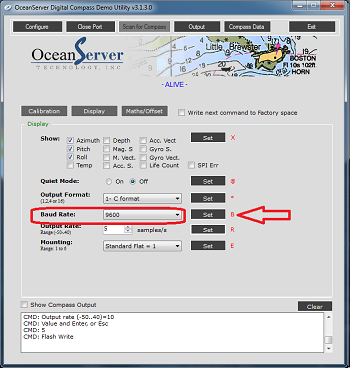 OceanServer Digital Compass Demo Utility v3.1.3.0
Configure Close Port Scan for Compass Output Compass Data Exit
OceanServer
TECHNOLOGY, INC
Little Brewster
BOSTON
Fl 10s 102ft
HORN
- ALIVE -
Calibration Display Maths/Offset Write next command to Factory space
Display
Show: Azimuth Depth Acc. Vect Set X
Pitch Mag. S Gyro S.
Roll M. Vect. Gyro Vect.
Temp Acc. S. Life Count SPI Err
Quiet Mode: On Off Set @
Output Format: 1- C format Set *
(1,2,4 or 16)
Baud Rate: 9600 Set B
Output Rate: 5 samples/s Set R
Range (-50..40)
Mounting: Standard Flat = 1 Set E
Range: 1 to 8
Show Compass Output Clear
CMD: Output rate (-50..40)=10
CMD: Value and Enter, or Esc
CMD: 5
CMD: Flash Write